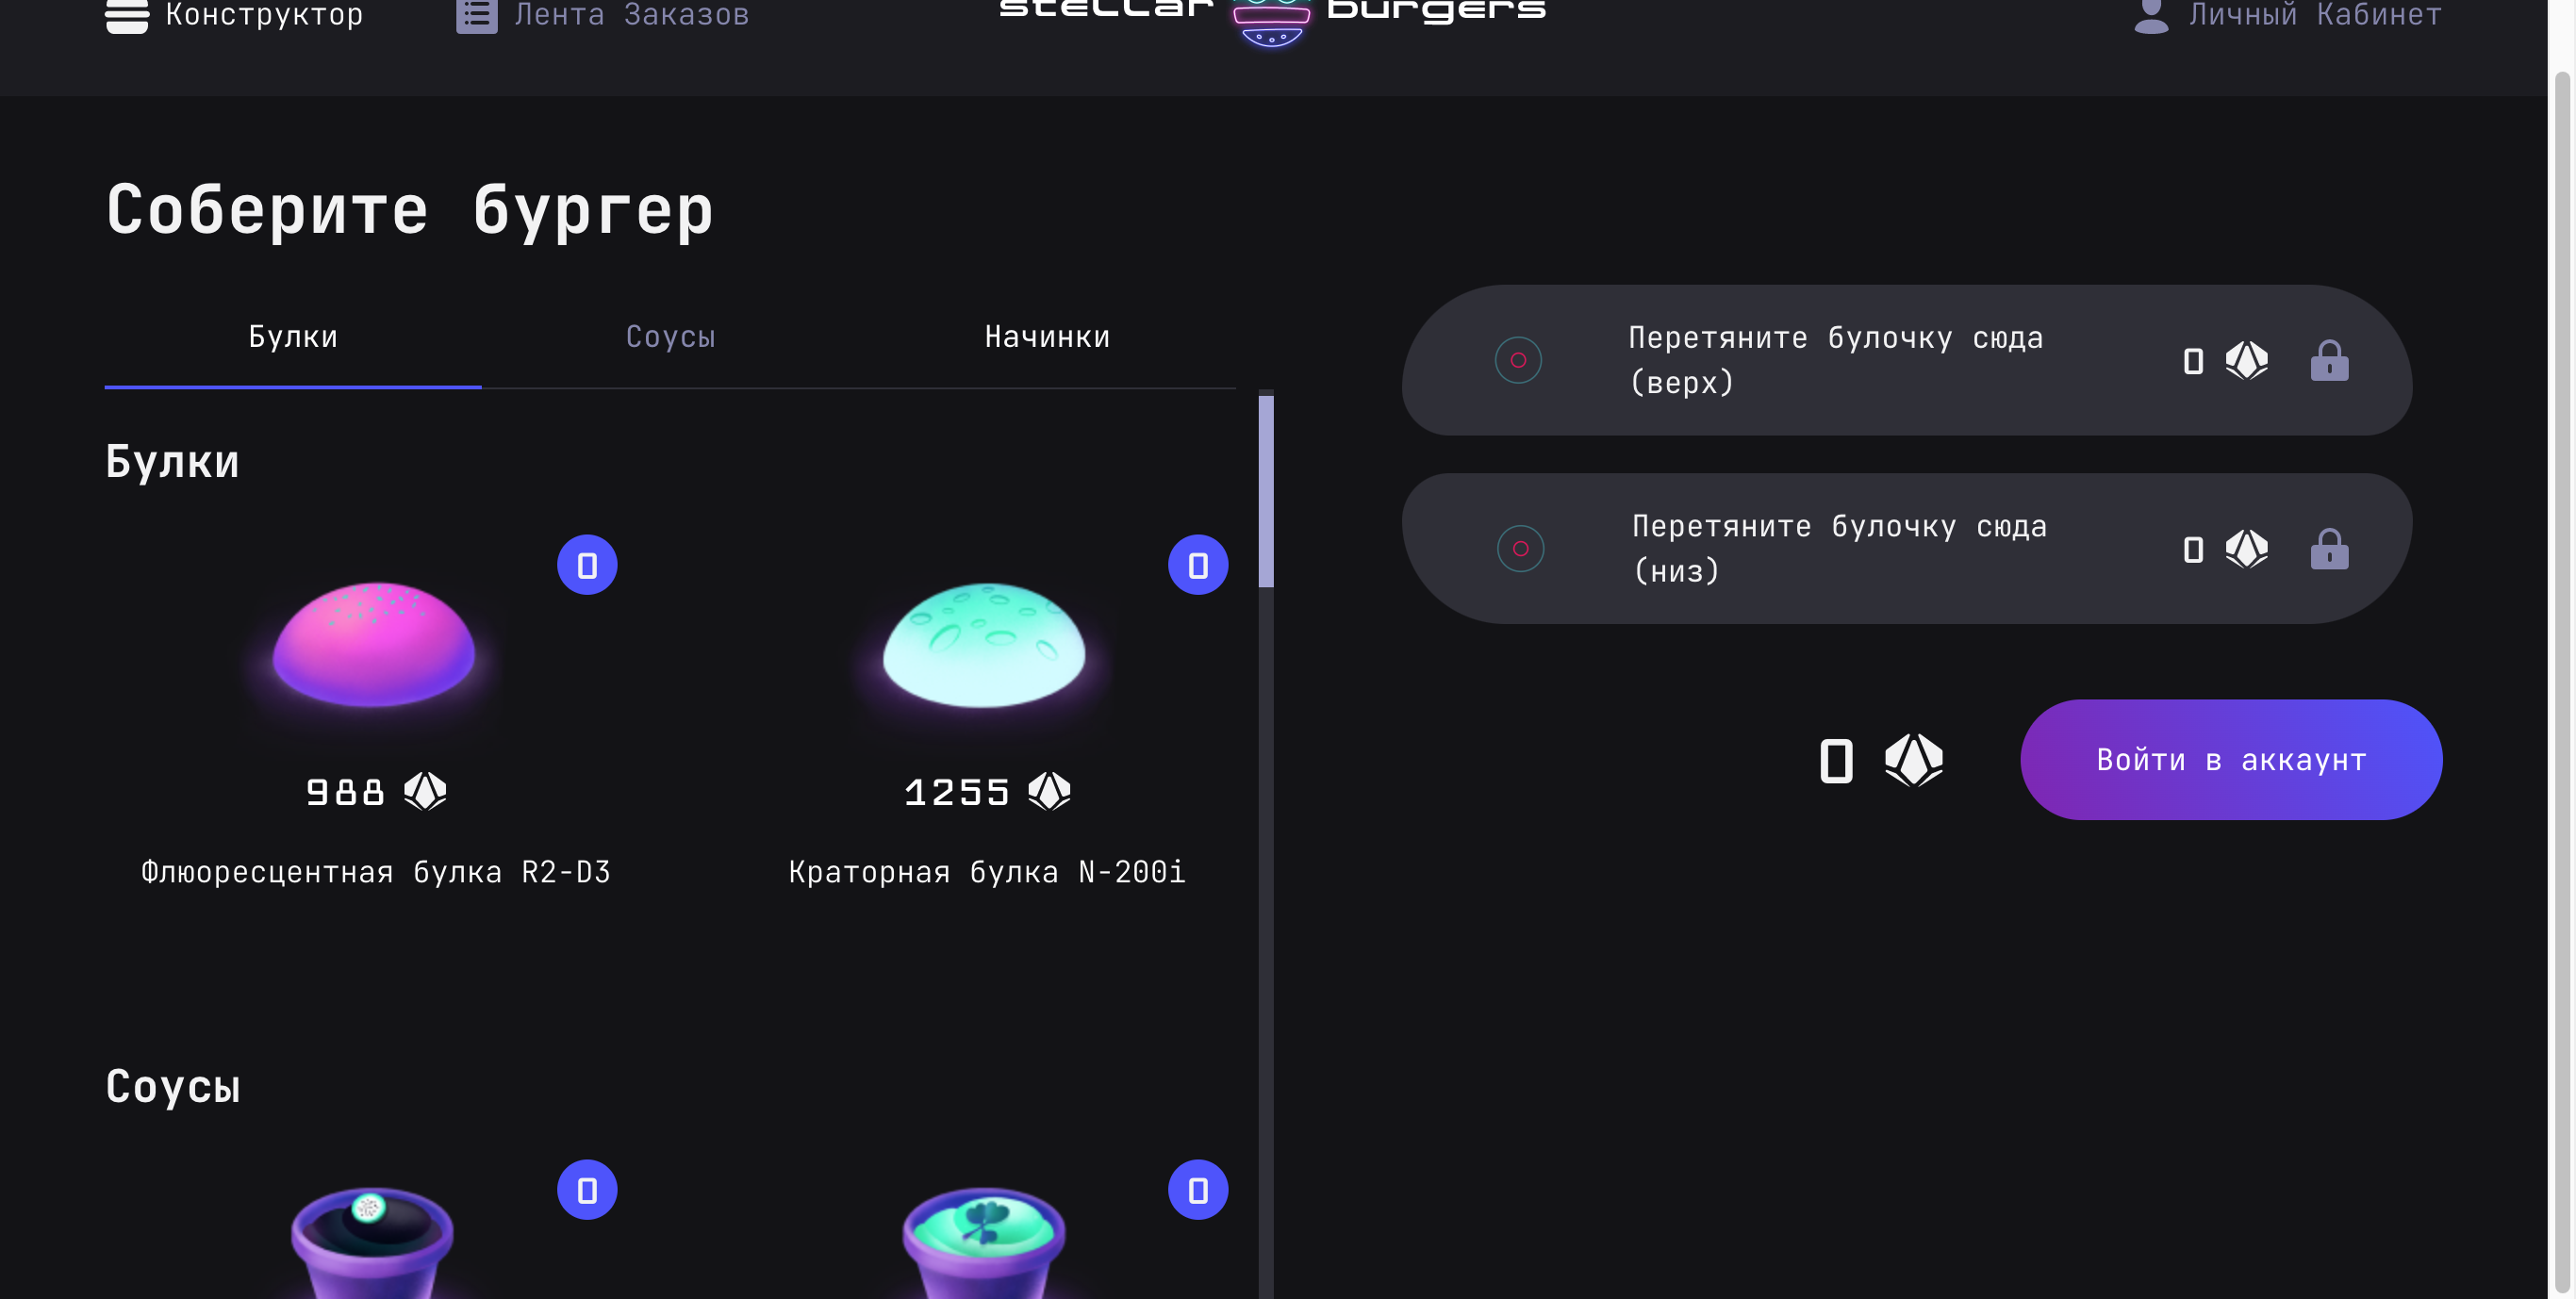 Конструктор
Лента Заказов
stellar burgers
Личный Кабинет
Соберите бургер
Булки
Соусы
Начинки
Булки
0
0
988
1255
Флюоресцентная булка R2-D3
Краторная булка N-200i
Соусы
0
0
Перетяните булочку сюда
(верх)
0
Перетяните булочку сюда
(низ)
0
0
Войти в аккаунт